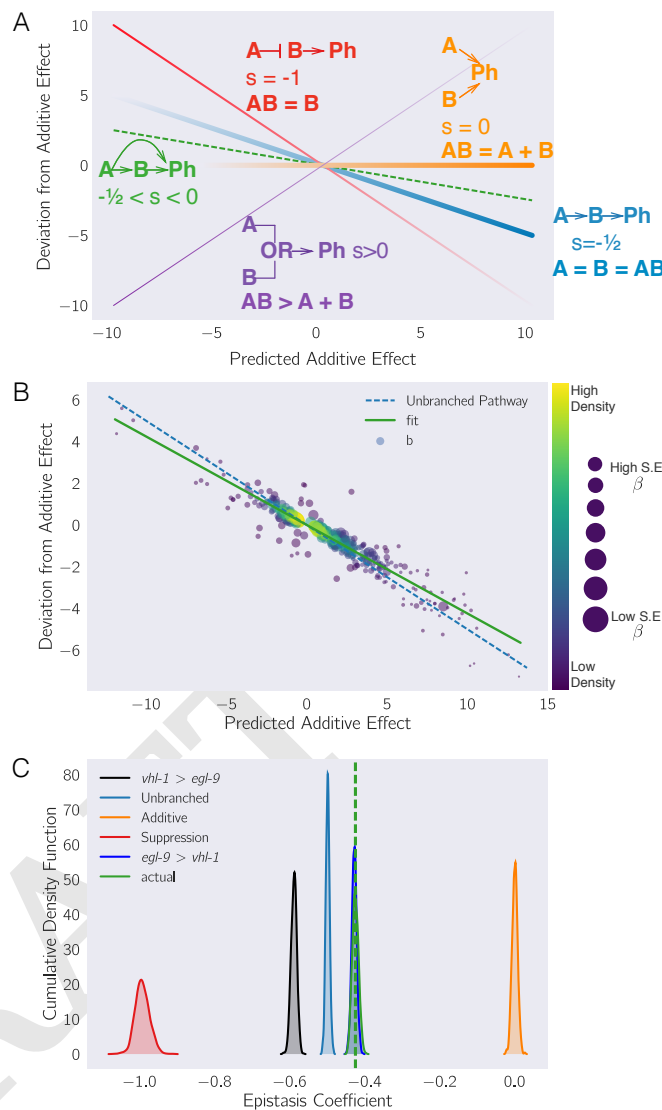 A
10
5
0
−5
−10
Deviation from Additive Effect
A B Ph
s = -1
AB = B
A
Ph
B
s = 0
AB = A + B
A B Ph
-½ < s < 0
A
OR Ph s>0
B
AB > A + B
A B Ph
s=-½
A = B = AB
−10 −5 0 5 10
Predicted Additive Effect
B
6
4
2
0
−2
−4
−6
Deviation from Additive Effect
Unbranched Pathway
fit
b
High
Density
Low
Density
High S.E
β
Low S.E
β
−10 −5 0 5 10 15
Predicted Additive Effect
C
80
70
60
50
40
30
20
10
0
Cumulative Density Function
vhl-1 > egl-9
Unbranched
Additive
Suppression
egl-9 > vhl-1
actual
−1.0 −0.8 −0.6 −0.4 −0.2 0.0
Epistasis Coefficient